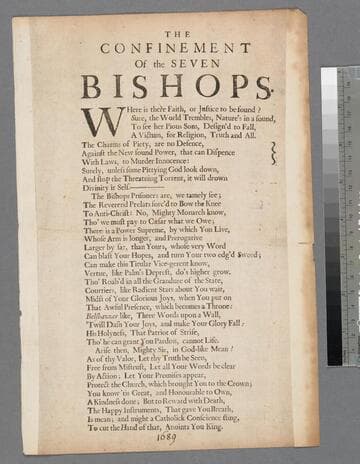 THE
CONFINEMENT
Of the SEVEN
BISHOPS.
WHere is there Faith, or Justice to be found?
Sure, the World Trembles, Nature's in a sound,
To see her Pious Sons, Design'd to Fall,
A Victim, for Religion, Truth and All.
The Charms of Piety, are no Defence,
Against the New found Power, that can Dispence
With Laws, to Murder Innocence:
Surely, unless some Pittying God look down,
And stop the Threatning Torrent, it will drown
Divinity it Self.———
The Bishops Prisoners are, we tamely see;
The Reverend Prelats forc'd to Bow the Knee
To Anti-Christ: No, Mighty Monarch know,
Tho' we must pay to Cæsar what we Owe;
There is a Power Supreme, by which You Live,
Whose Arm is longer, and Prerogative
Larger by far, than Yours, whose very Word
Can blast Your Hopes, and turn Your two edg'd Sword;
Can make this Titular Vice-gerent know,
Vertue, like Palm's Deprest, do's higher grow.
Tho' Roab'd in all the Grandure of the State,
Courtiers, like Radient Stars about You wait,
Midst of Your Glorious Joys, when You put on
That Awful Presence, which becomes a Throne:
Belshazzar like, Three Words upon a Wall,
'Twill Dash Your Joys, and make Your Glory Fall:
His Holyness, That Patriot of Strife,
Tho' he can grant You Pardon, cannot Life.
Arise then, Mighty Sir, in God-like Mean!
As of thy Valor, Let thy Truth be Seen,
Free from Mistrust, Let all Your Words be clear
By Action: Let Your Promises appear,
Protect the Church, which brought You to the Crown;
You know 'tis Great, and Honourable to Own,
A Kindness done; But to Reward with Death,
The Happy Instruments, That gave You Breath,
Is mean; and might a Catholick Conscience sting,
To cut the Hand of that, Anoints You King.
1689